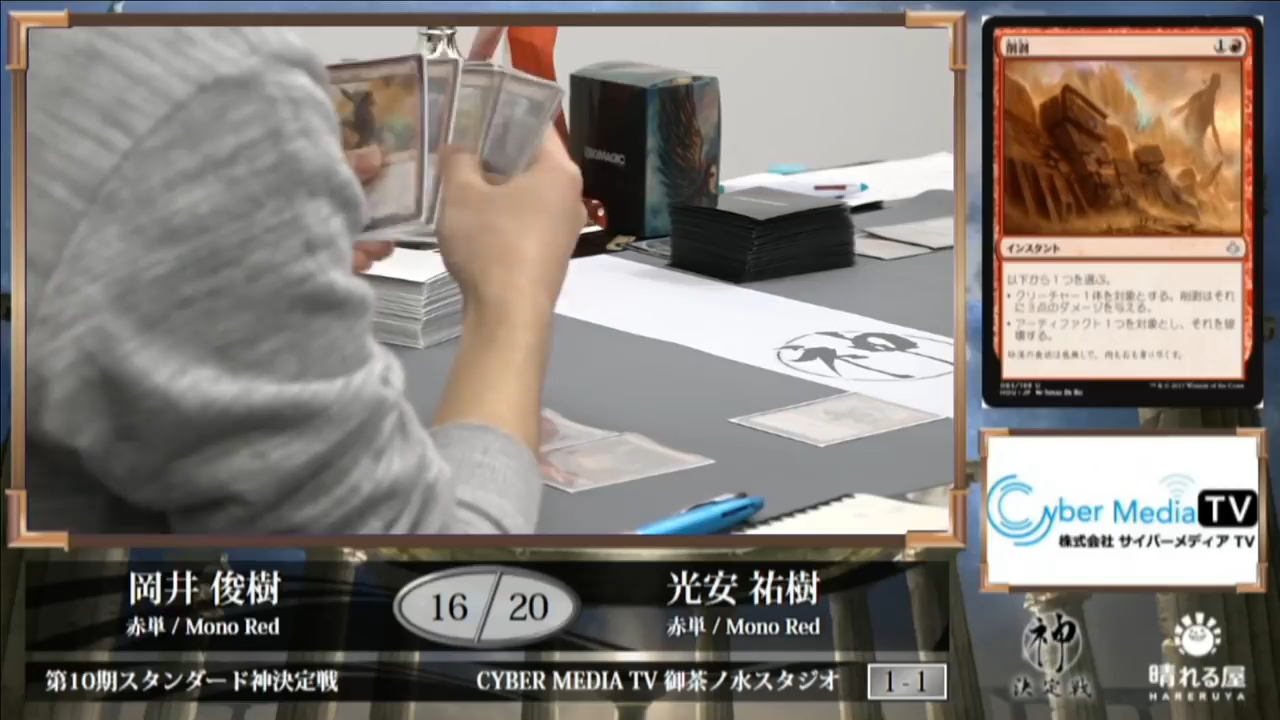 削剥
インスタント
以下から1つを選ぶ。
・クリーチャー1体を対象とする。削剥はそれ
に3点のダメージを与える。
・アーティファクト1つを対象とし、それを破
壊する。
神
Cyber Media TV
株式会社 サイバーメディア TV
岡井 俊樹
赤単 / Mono Red
16 / 20
光安 祐樹
赤単 / Mono Red
第10期スタンダード神決定戦
CYBER MEDIA TV 御茶ノ水スタジオ
1-1
神
決定戦
晴れる屋
HARERUYA